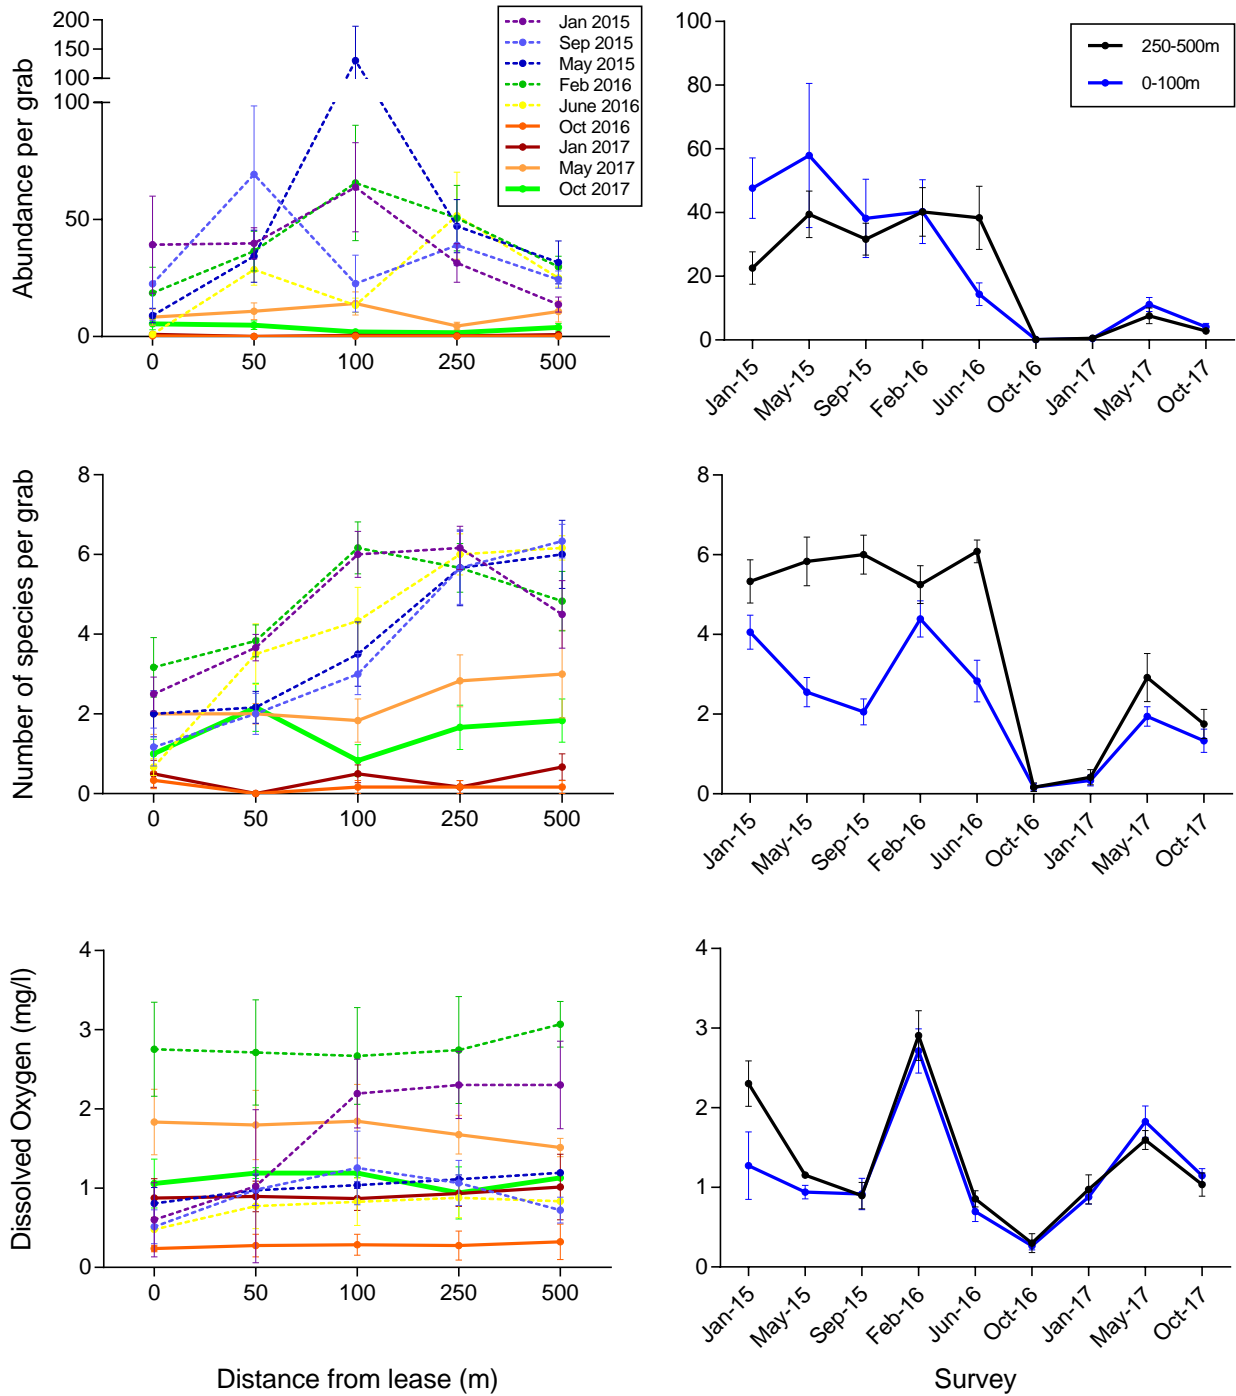 Abundance per grab
200
150
100
100
50
0
0 50 100 250 500
Jan 2015
Sep 2015
May 2015
Feb 2016
June 2016
Oct 2016
Jan 2017
May 2017
Oct 2017
100
80
60
40
20
0
Jan-15 May-15 Sep-15 Feb-16 Jun-16 Oct-16 Jan-17 May-17 Oct-17
250-500m
0-100m
Number of species per grab
8
6
4
2
0
0 50 100 250 500
8
6
4
2
0
Jan-15 May-15 Sep-15 Feb-16 Jun-16 Oct-16 Jan-17 May-17 Oct-17
Dissolved Oxygen (mg/l)
4
3
2
1
0
0 50 100 250 500
Distance from lease (m)
4
3
2
1
0
Jan-15 May-15 Sep-15 Feb-16 Jun-16 Oct-16 Jan-17 May-17 Oct-17
Survey